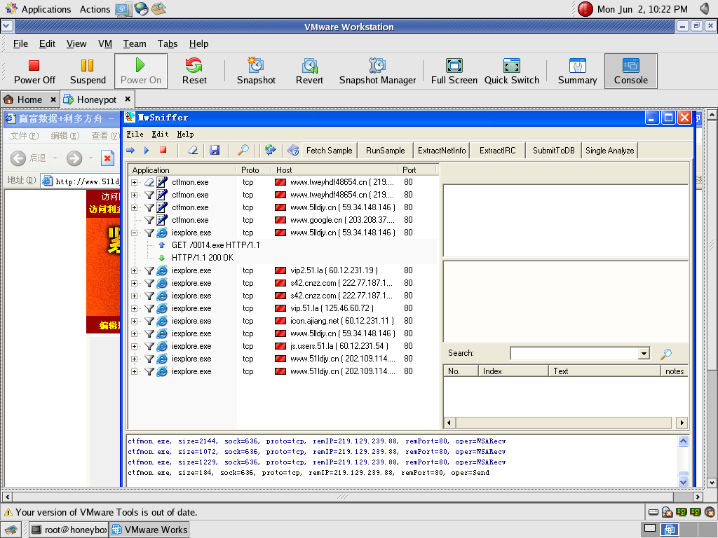 Applications Actions Mon Jun 2, 10:22 PM
VMware Workstation
File Edit View VM Team Tabs Help
Power Off Suspend Power On Reset Snapshot Revert Snapshot Manager Full Screen Quick Switch Summary Console
Home Honeypot
赢富数据+利多方舟 - NwSniffer
文件(F) 编辑(E) 查看(V) File Edit Help
后退 Fetch Sample RunSample ExtractNetInfo ExtractIRC SubmitToDB Single Analyze
地址(D) http://www.511d
Application Proto Host Port
ctfmon.exe tcp www.tweyhd!48654.cn ( 219.... 80
ctfmon.exe tcp www.tweyhd!48654.cn ( 219.... 80
ctfmon.exe tcp www.5lldjy.cn ( 59.34.148.146 ) 80
ctfmon.exe tcp www.google.cn ( 203.208.37.... 80
iexplore.exe tcp www.5lldjy.cn ( 59.34.148.146 ) 80
GET /0014.exe HTTP/1.1
HTTP/1.1 200 OK
iexplore.exe tcp vip2.51.la ( 60.12.231.19 ) 80
iexplore.exe tcp s42.cnzz.com ( 222.77.187.1... 80
iexplore.exe tcp s42.cnzz.com ( 222.77.187.1... 80
iexplore.exe tcp vip.51.la ( 125.46.60.72 ) 80
iexplore.exe tcp icon.ajiang.net ( 60.12.231.11 ) 80
iexplore.exe tcp www.5lldjy.cn ( 59.34.148.146 ) 80
iexplore.exe tcp js.users.51.la ( 60.12.231.54 ) 80
iexplore.exe tcp www.51ldjy.cn ( 202.109.114.... 80
iexplore.exe tcp www.51ldjy.cn ( 202.109.114.... 80
Search:
No. Index Text notes
ctfmon.exe, size=2144, sock=636, proto=tcp, remIP=219.129.239.88, remPort=80, oper=WSARecv
ctfmon.exe, size=1072, sock=636, proto=tcp, remIP=219.129.239.88, remPort=80, oper=WSARecv
ctfmon.exe, size=1229, sock=636, proto=tcp, remIP=219.129.239.88, remPort=80, oper=WSARecv
ctfmon.exe, size=184, sock=636, proto=tcp, remIP=219.129.239.88, remPort=80, oper=Send
Your version of VMware Tools is out of date.
root@honeybo VMware Works